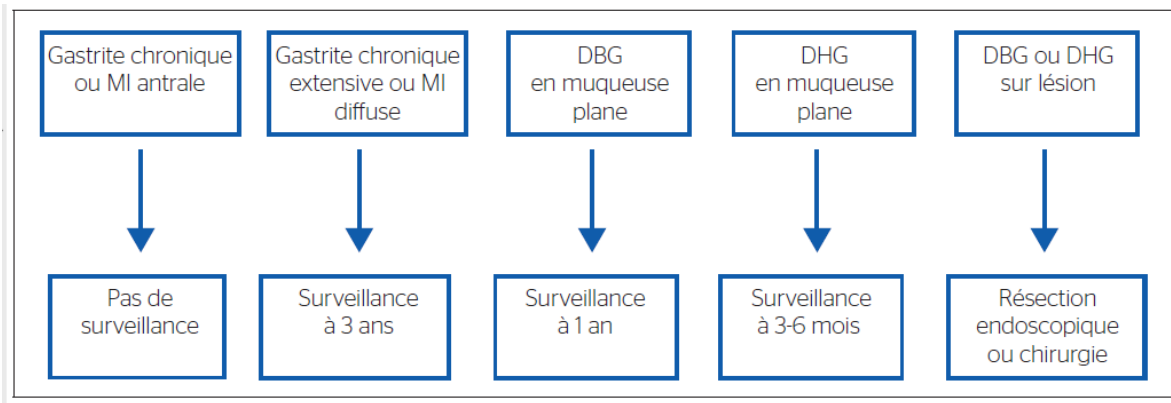 Gastrite chronique
ou MI antrale
Gastrite chronique
extensive ou MI
diffuse
DBG
en muqueuse
plane
DHG
en muqueuse
plane
DBG ou DHG
sur lésion
Pas de
surveillance
Surveillance
à 3 ans
Surveillance
à 1 an
Surveillance
à 3-6 mois
Résection
endoscopique
ou chirurgie